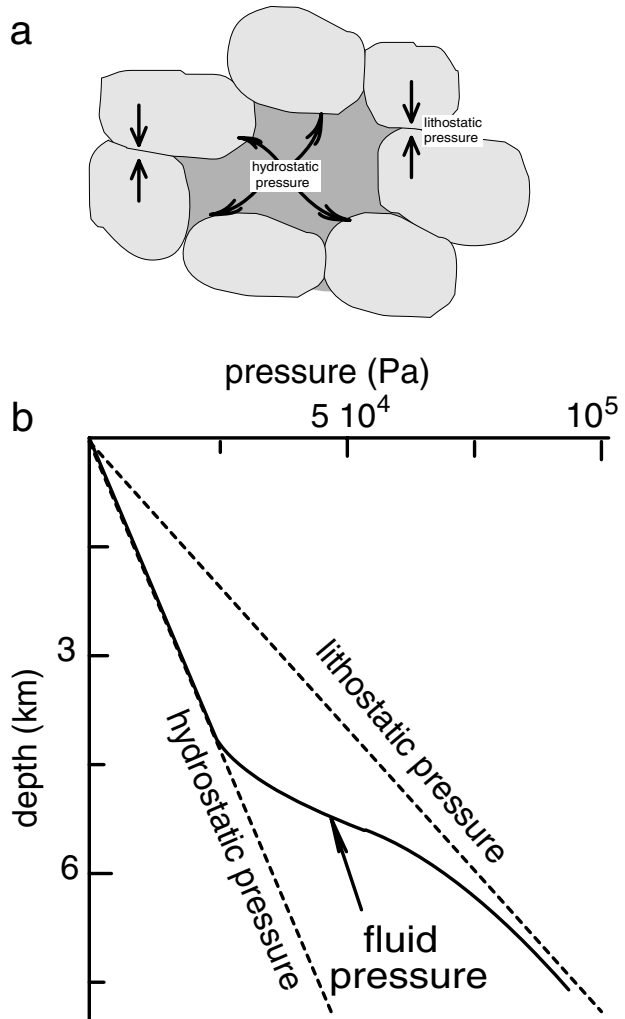 a
lithostatic
pressure
hydrostatic
pressure
pressure (Pa)
b
5 10⁴
10⁵
3
6
depth (km)
lithostatic pressure
hydrostatic pressure
fluid
pressure